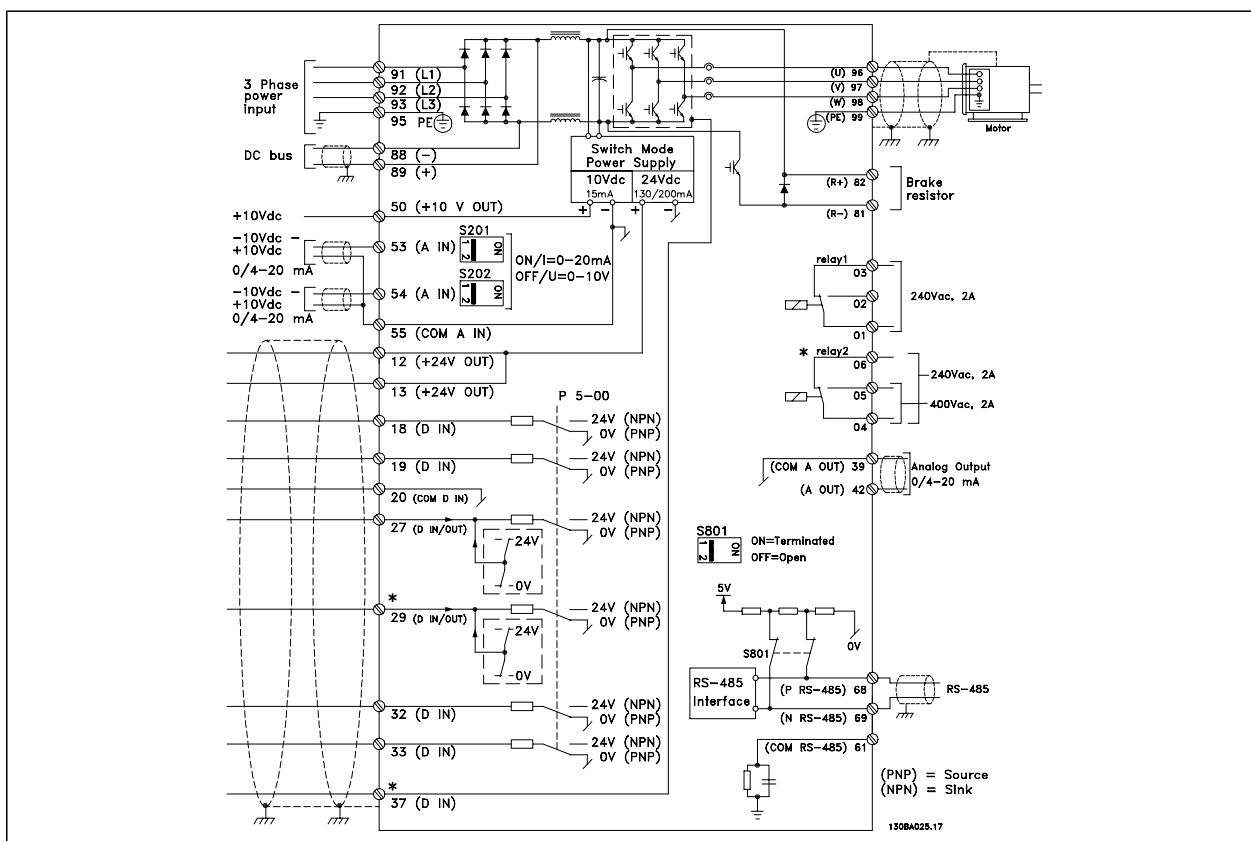 3 Phase
power
input
91 (L1)
92 (L2)
93 (L3)
95 PE
DC bus
88 (-)
89 (+)
Switch Mode
Power Supply
10Vdc
15mA
24Vdc
130/200mA
+ - + -
+10Vdc
50 (+10 V OUT)
-10Vdc -
+10Vdc
0/4-20 mA
53 (A IN)
S201
1 2
ON
ON/I=0-20mA
OFF/U=0-10V
-10Vdc -
+10Vdc
0/4-20 mA
54 (A IN)
S202
1 2
ON
55 (COM A IN)
12 (+24V OUT)
13 (+24V OUT)
P 5-00
18 (D IN)
24V (NPN)
0V (PNP)
19 (D IN)
24V (NPN)
0V (PNP)
20 (COM D IN)
27 (D IN/OUT)
24V (NPN)
0V (PNP)
24V
0V
*
29 (D IN/OUT)
24V (NPN)
0V (PNP)
24V
0V
32 (D IN)
24V (NPN)
0V (PNP)
33 (D IN)
24V (NPN)
0V (PNP)
*
37 (D IN)
(U) 96
(V) 97
(W) 98
(PE) 99
Motor
(R+) 82
(R-) 81
Brake
resistor
relay1
03
02
01
240Vac, 2A
* relay2
06
05
04
240Vac, 2A
400Vac, 2A
(COM A OUT) 39
(A OUT) 42
Analog Output
0/4-20 mA
S801
1 2
ON
ON=Terminated
OFF=Open
5V
S801
0V
RS-485
Interface
(P RS-485) 68
(N RS-485) 69
(COM RS-485) 61
RS-485
(PNP) = Source
(NPN) = Sink
130BA025.17